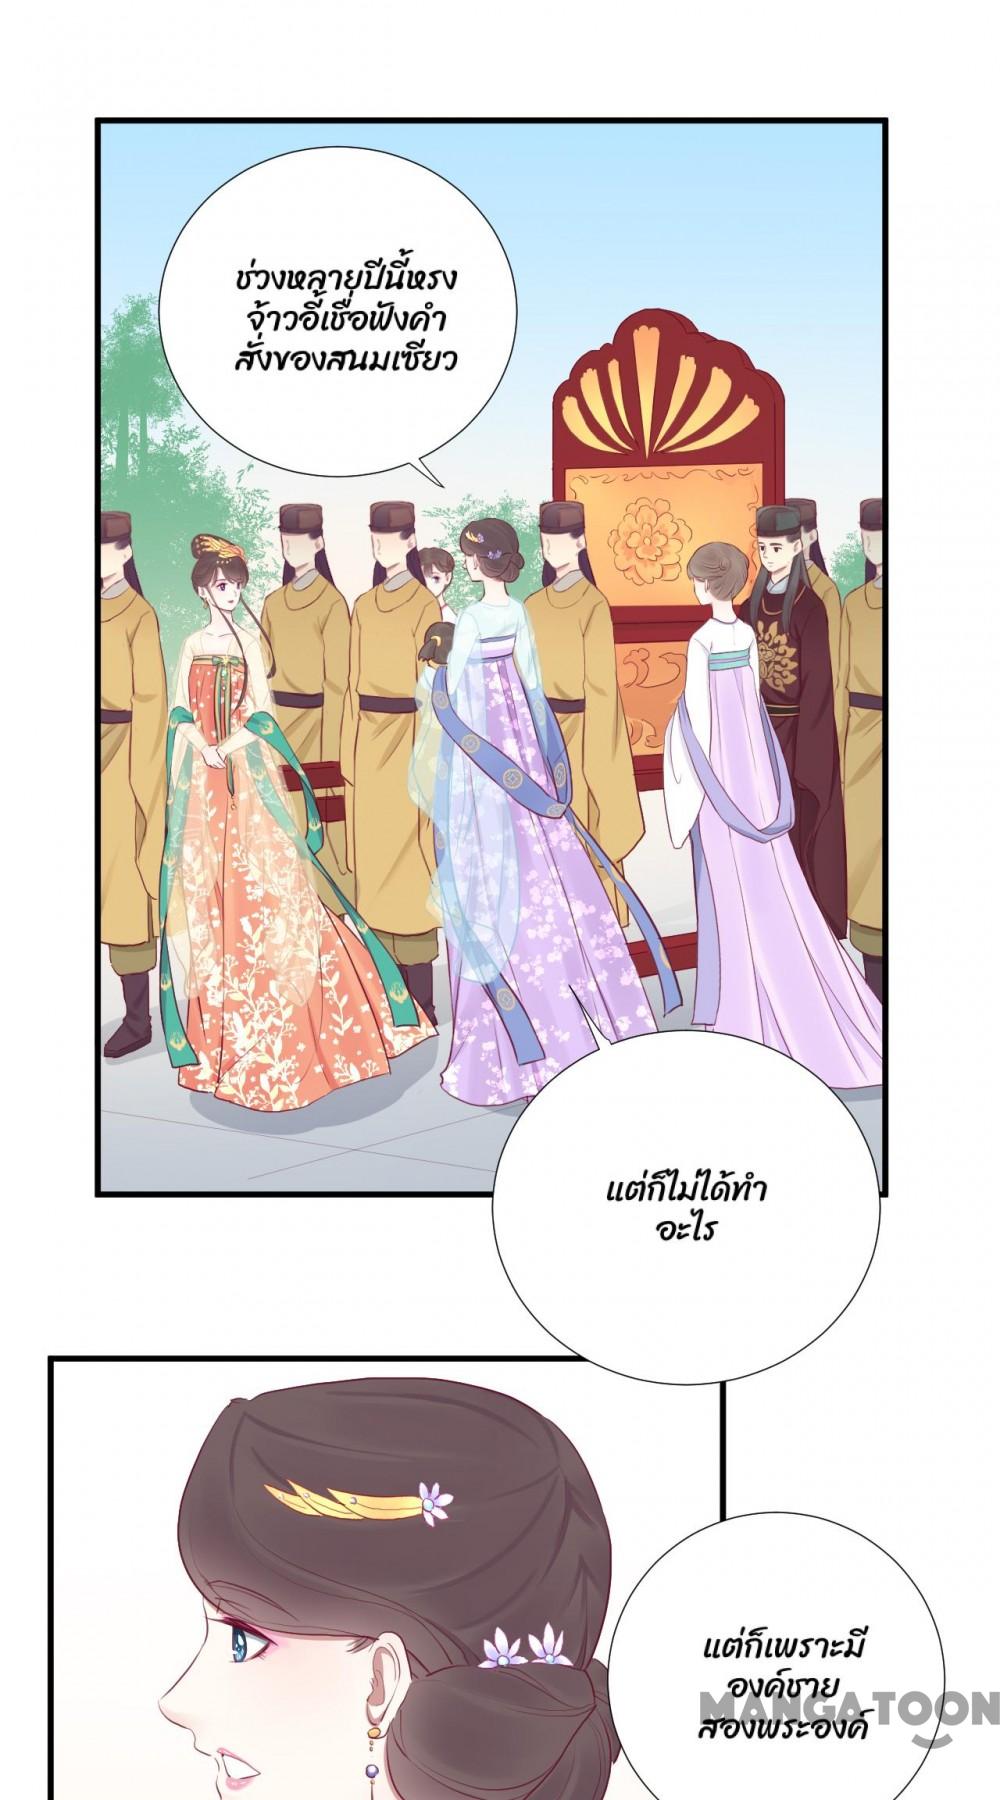 ช่วงหลายปีนี้หรง
จ้าวอี้เชื่อฟังคำ
สั่งของสนมเซียว
แต่ก็ไม่ได้ทำ
อะไร
แต่ก็เพราะมี
องค์ชาย
สองพระองค์
MANGATOON